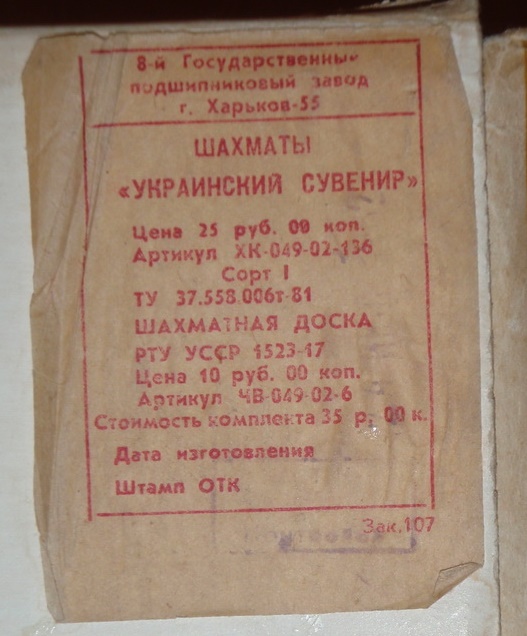 8-й Государственный
подшипниковый завод
г. Харьков-55
ШАХМАТЫ
«УКРАИНСКИЙ СУВЕНИР»
Цена 25 руб. 00 коп.
Артикул ХК-049-02-136
Сорт I
ТУ 37.558.006т-81
ШАХМАТНАЯ ДОСКА
РТУ УССР 1523-17
Цена 10 руб. 00 коп.
Артикул ЧВ-049-02-6
Стоимость комплекта 35 р. 00 к.
Дата изготовления
Штамп ОТК
Зак.107